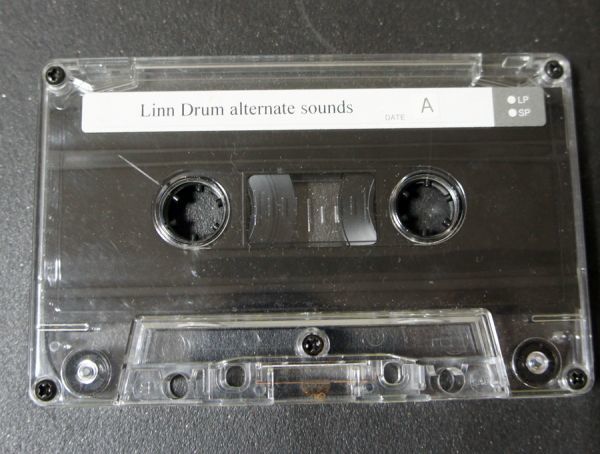 Linn Drum alternate sounds
DATE A
LP
SP